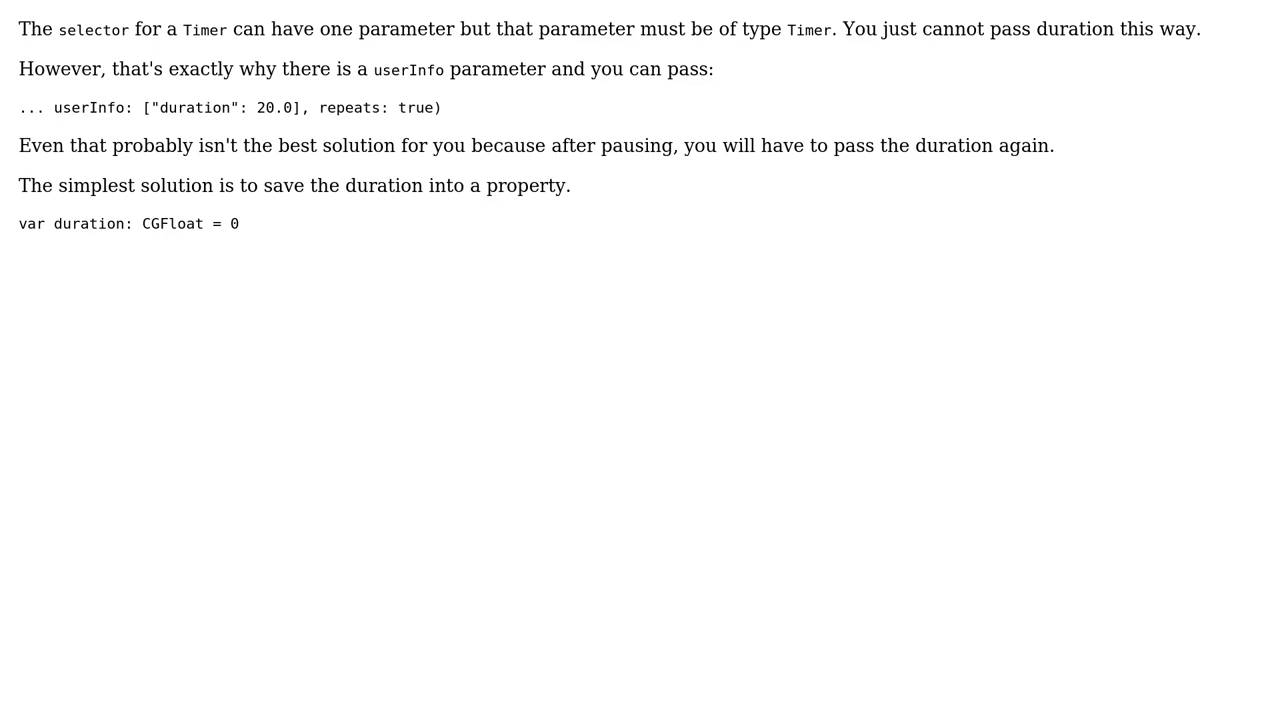 The selector for a Timer can have one parameter but that parameter must be of type Timer. You just cannot pass duration this way.
However, that's exactly why there is a userInfo parameter and you can pass:
... userInfo: ["duration": 20.0], repeats: true)
Even that probably isn't the best solution for you because after pausing, you will have to pass the duration again.
The simplest solution is to save the duration into a property.
var duration: CGFloat = 0